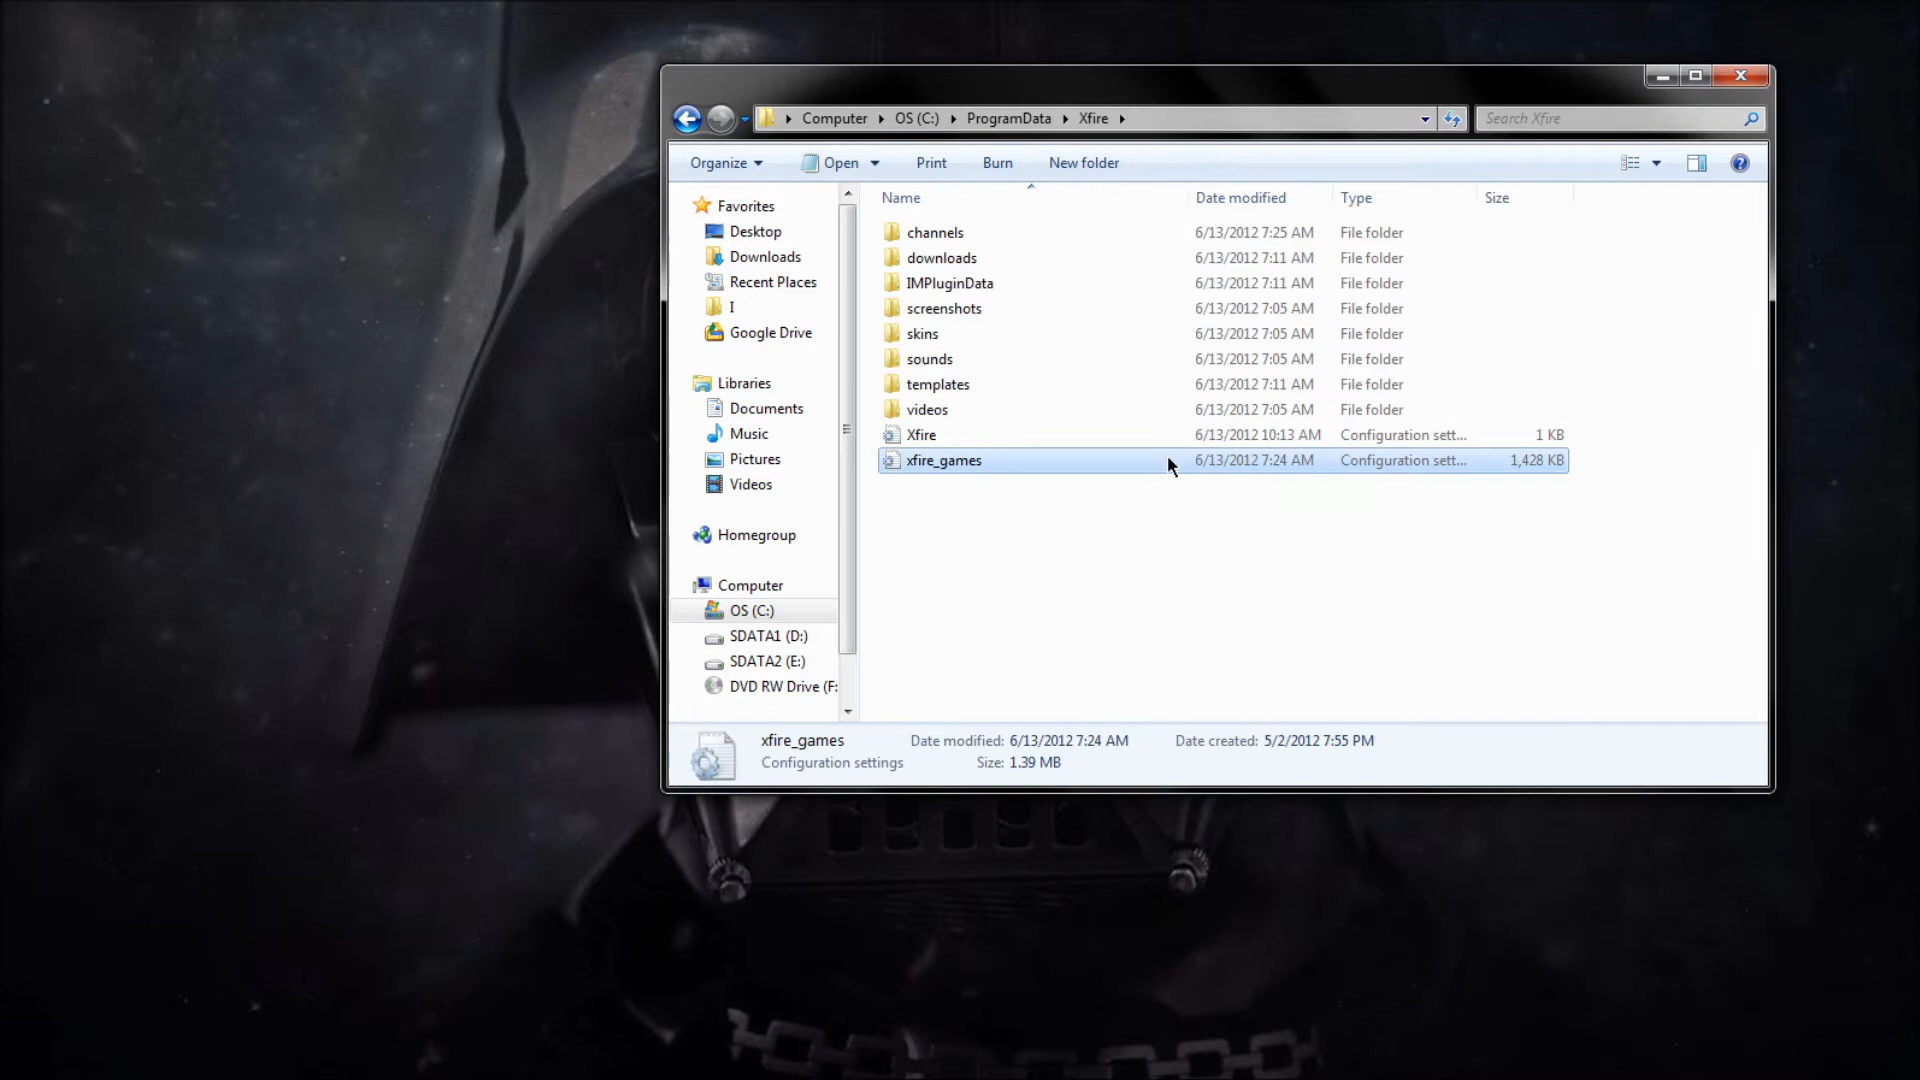 Computer OS (C:) ProgramData Xfire
Search Xfire
Organize Open Print Burn New folder
Name Date modified Type Size
Favorites
Desktop
Downloads
Recent Places
I
Google Drive
Libraries
Documents
Music
Pictures
Videos
Homegroup
Computer
OS (C:)
SDATA1 (D:)
SDATA2 (E:)
DVD RW Drive (F:
channels 6/13/2012 7:25 AM File folder
downloads 6/13/2012 7:11 AM File folder
IMPluginData 6/13/2012 7:11 AM File folder
screenshots 6/13/2012 7:05 AM File folder
skins 6/13/2012 7:05 AM File folder
sounds 6/13/2012 7:05 AM File folder
templates 6/13/2012 7:11 AM File folder
videos 6/13/2012 7:05 AM File folder
Xfire 6/13/2012 10:13 AM Configuration sett... 1 KB
xfire_games 6/13/2012 7:24 AM Configuration sett... 1,428 KB
xfire_games Date modified: 6/13/2012 7:24 AM Date created: 5/2/2012 7:55 PM
Configuration settings Size: 1.39 MB